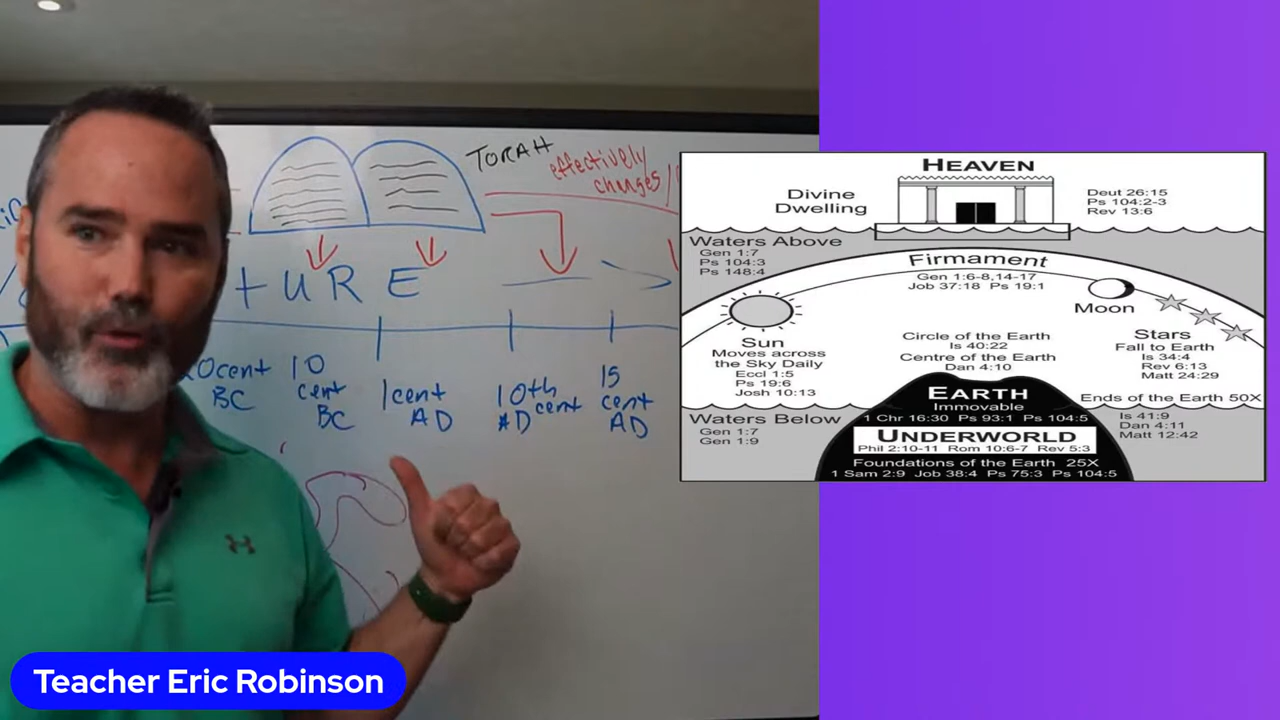 TORAH
effectively
changes/
tURE
20cent
BC
10
cent
BC
1cent
AD
10th
cent
AD
15
cent
AD
Teacher Eric Robinson
HEAVEN
Divine
Dwelling
Deut 26:15
Ps 104:2-3
Rev 13:6
Waters Above
Gen 1:7
Ps 104:3
Ps 148:4
Firmament
Gen 1:6-8,14-17
Job 37:18 Ps 19:1
Moon
Sun
Moves across
the Sky Daily
Eccl 1:5
Ps 19:6
Josh 10:13
Circle of the Earth
Is 40:22
Centre of the Earth
Dan 4:10
Stars
Fall to Earth
Is 34:4
Rev 6:13
Matt 24:29
EARTH
Immovable
1 Chr 16:30 Ps 93:1 Ps 104:5
Ends of the Earth 50X
Is 41:9
Dan 4:11
Matt 12:42
Waters Below
Gen 1:7
Gen 1:9
UNDERWORLD
Phil 2:10-11 Rom 10:6-7 Rev 5:3
Foundations of the Earth 25X
1 Sam 2:9 Job 38:4 Ps 75:3 Ps 104:5